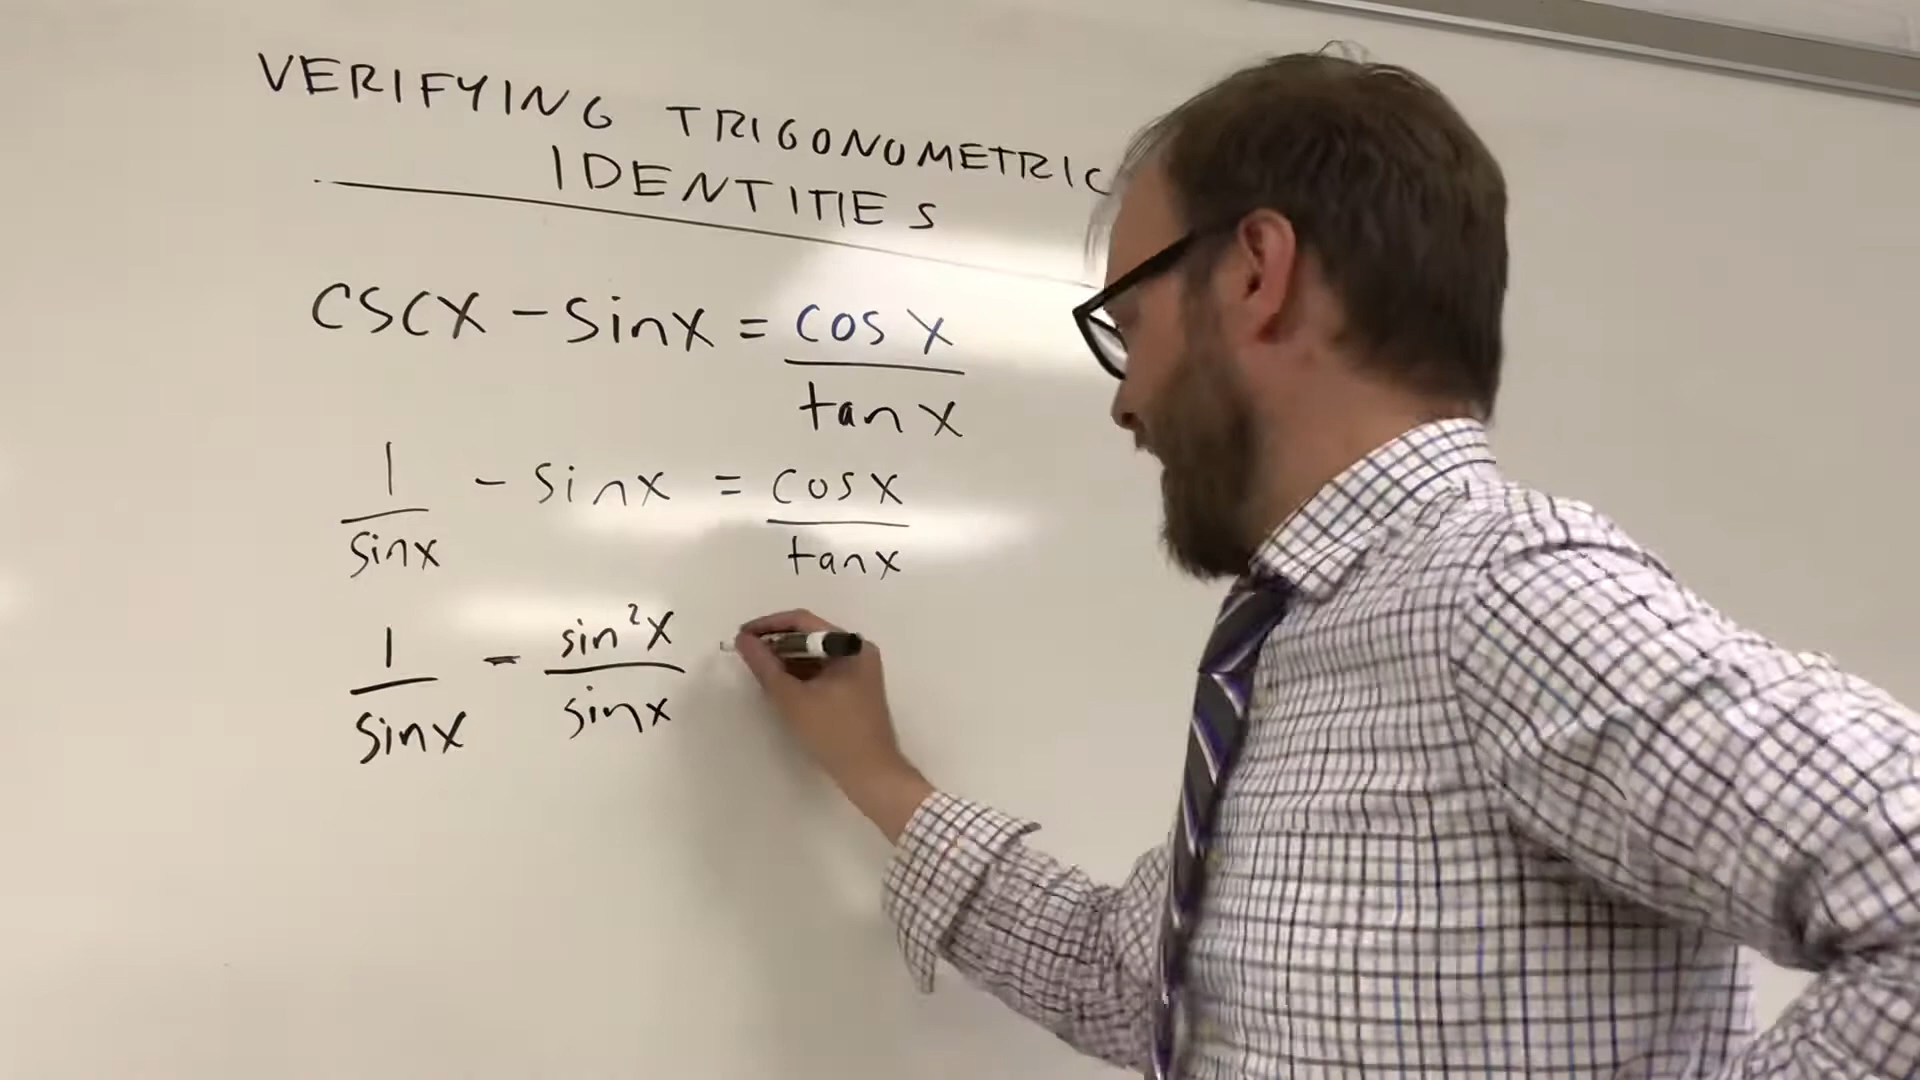 VERIFYING TRIGONOMETRIC
IDENTITIES
cscx - sinx = cos x / tan x
1/sinx - sinx = cosx/tanx
1/sinx - sin²x/sinx